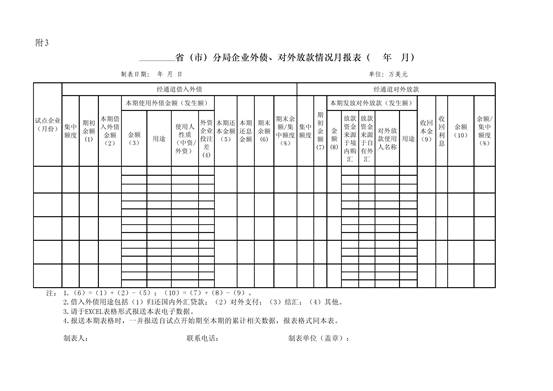 附3
________省（市）分局企业外债、对外放款情况月报表（ 年 月）
制表日期： 年 月 日 单位：万美元
试点企业（月份）
经通道借入外债
经通道对外放款
集中额度
期初余额(1)
本期借入外债金额(2)
本期使用外债金额（发生额）
金额(3)
用途
使用人性质（中资/外资）
外资企业投注差(4)
本期还本金额(5)
本期还息金额
期末余额(6)
期末余额/集中额度(%)
集中额度
期初余额(7)
本期发放对外放款（发生额）
金额(8)
放款资金来源于境内购汇
放款资金来源于自有外汇
对外放款使用人名称
用途
收回本金(9)
收回利息
余额(10)
余额/集中额度(%)
注：1.（6）=（1）+（2）-（5）；（10）=（7）+（8）-（9）。
2.借入外债用途包括（1）归还国内外汇贷款；（2）对外支付；（3）结汇；（4）其他。
3.请于EXCEL表格形式报送本表电子数据。
4.报送本期表格时，一并报送自试点开始期至本期的累计相关数据，报表格式同本表。
制表人： 联系电话： 制表单位（盖章）：